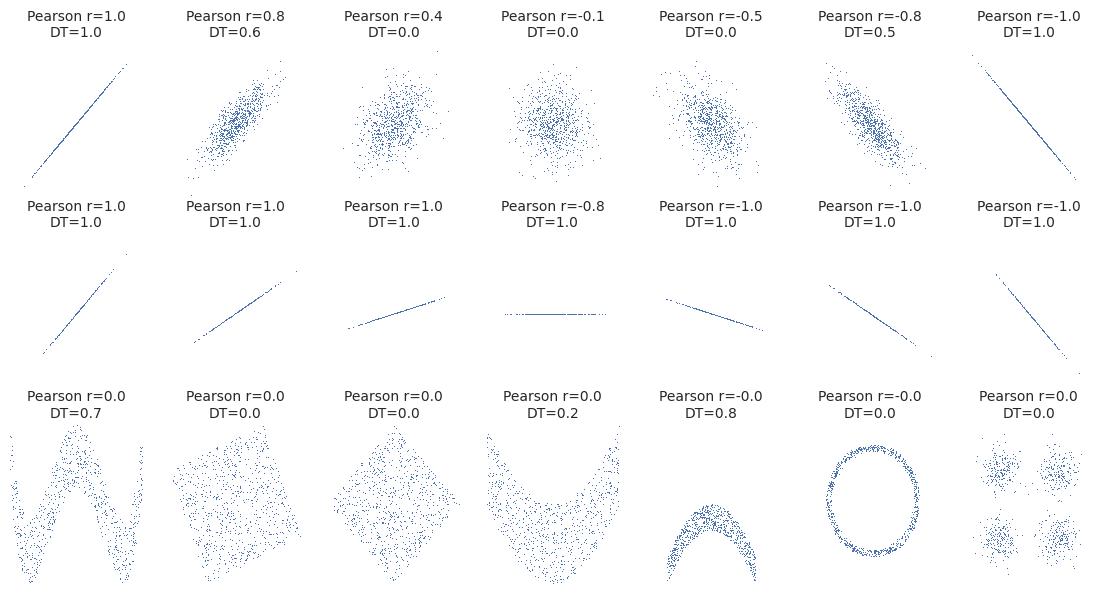 Pearson r=1.0
DT=1.0
Pearson r=0.8
DT=0.6
Pearson r=0.4
DT=0.0
Pearson r=-0.1
DT=0.0
Pearson r=-0.5
DT=0.0
Pearson r=-0.8
DT=0.5
Pearson r=-1.0
DT=1.0
Pearson r=1.0
DT=1.0
Pearson r=1.0
DT=1.0
Pearson r=1.0
DT=1.0
Pearson r=-0.8
DT=1.0
Pearson r=-1.0
DT=1.0
Pearson r=-1.0
DT=1.0
Pearson r=-1.0
DT=1.0
Pearson r=0.0
DT=0.7
Pearson r=0.0
DT=0.0
Pearson r=0.0
DT=0.0
Pearson r=0.0
DT=0.2
Pearson r=-0.0
DT=0.8
Pearson r=-0.0
DT=0.0
Pearson r=0.0
DT=0.0